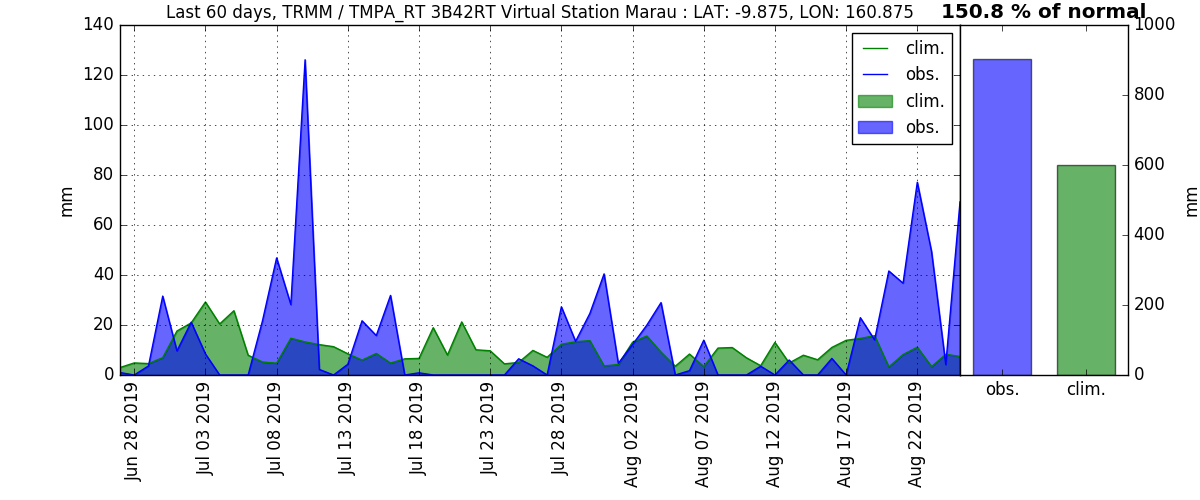 Last 60 days, TRMM / TMPA_RT 3B42RT Virtual Station Marau : LAT: -9.875, LON: 160.875
150.8 % of normal
140
120
100
80
60
40
20
0
mm
clim.
obs.
clim.
obs.
1000
800
600
400
200
0
mm
Jun 28 2019
Jul 03 2019
Jul 08 2019
Jul 13 2019
Jul 18 2019
Jul 23 2019
Jul 28 2019
Aug 02 2019
Aug 07 2019
Aug 12 2019
Aug 17 2019
Aug 22 2019
obs.
clim.